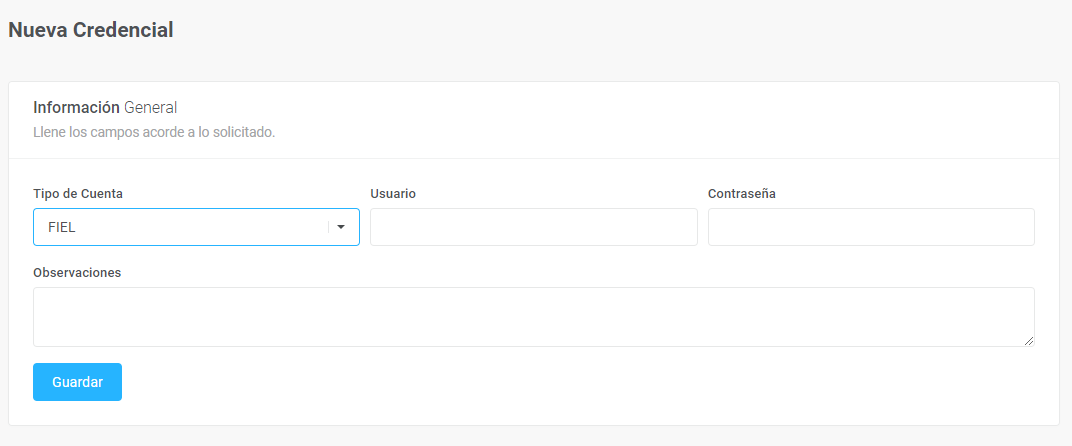 Nueva Credencial
Información General
Llene los campos acorde a lo solicitado.
Tipo de Cuenta
Usuario
Contraseña
FIEL
Observaciones
Guardar